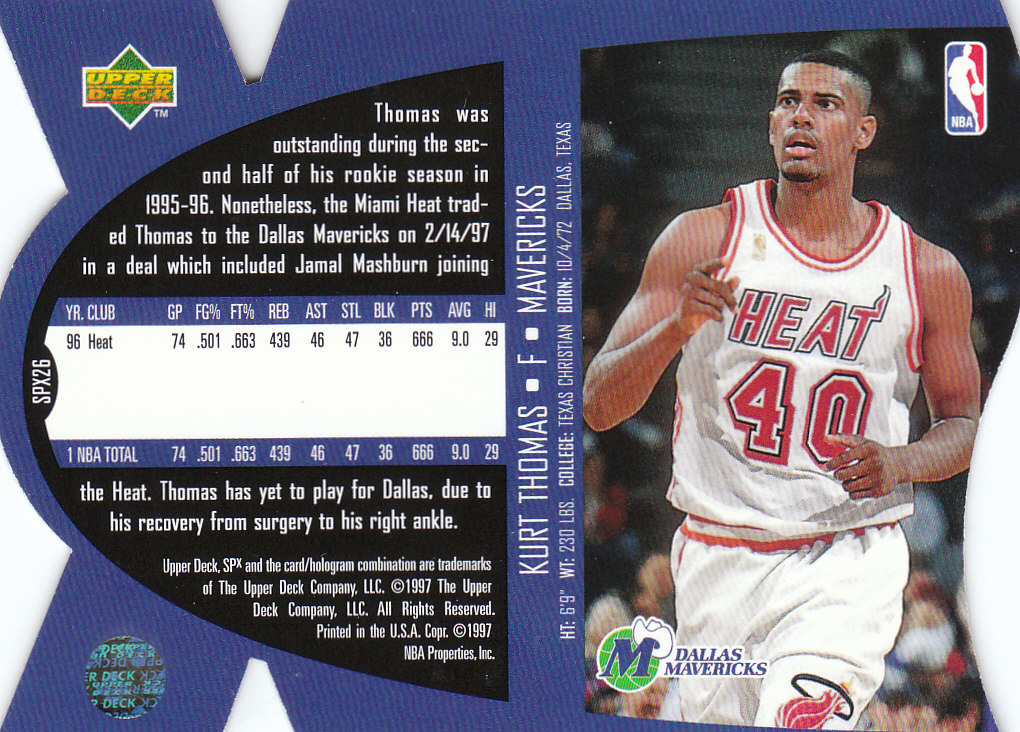 UPPER
DECK
TM
Thomas was
outstanding during the sec-
ond half of his rookie season in
1995-96. Nonetheless, the Miami Heat trad-
ed Thomas to the Dallas Mavericks on 2/14/97
in a deal which included Jamal Mashburn joining
YR. CLUB GP FG% FT% REB AST STL BLK PTS AVG HI
96 Heat 74 .501 .663 439 46 47 36 666 9.0 29
1 NBA TOTAL 74 .501 .663 439 46 47 36 666 9.0 29
SPX26
the Heat. Thomas has yet to play for Dallas, due to
his recovery from surgery to his right ankle.
Upper Deck, SPx and the card/hologram combination are trademarks
of The Upper Deck Company, LLC. ©1997 The Upper
Deck Company, LLC. All Rights Reserved.
Printed in the U.S.A. Copr. ©1997
NBA Properties, Inc.
KURT THOMAS ▪ F ▪ MAVERICKS
HT: 6'9" WT: 230 LBS. COLLEGE: TEXAS CHRISTIAN BORN: 10/4/72 DALLAS, TEXAS
NBA
HEAT
40
M
DALLAS
MAVERICKS
UPPER
R DECK
DECK